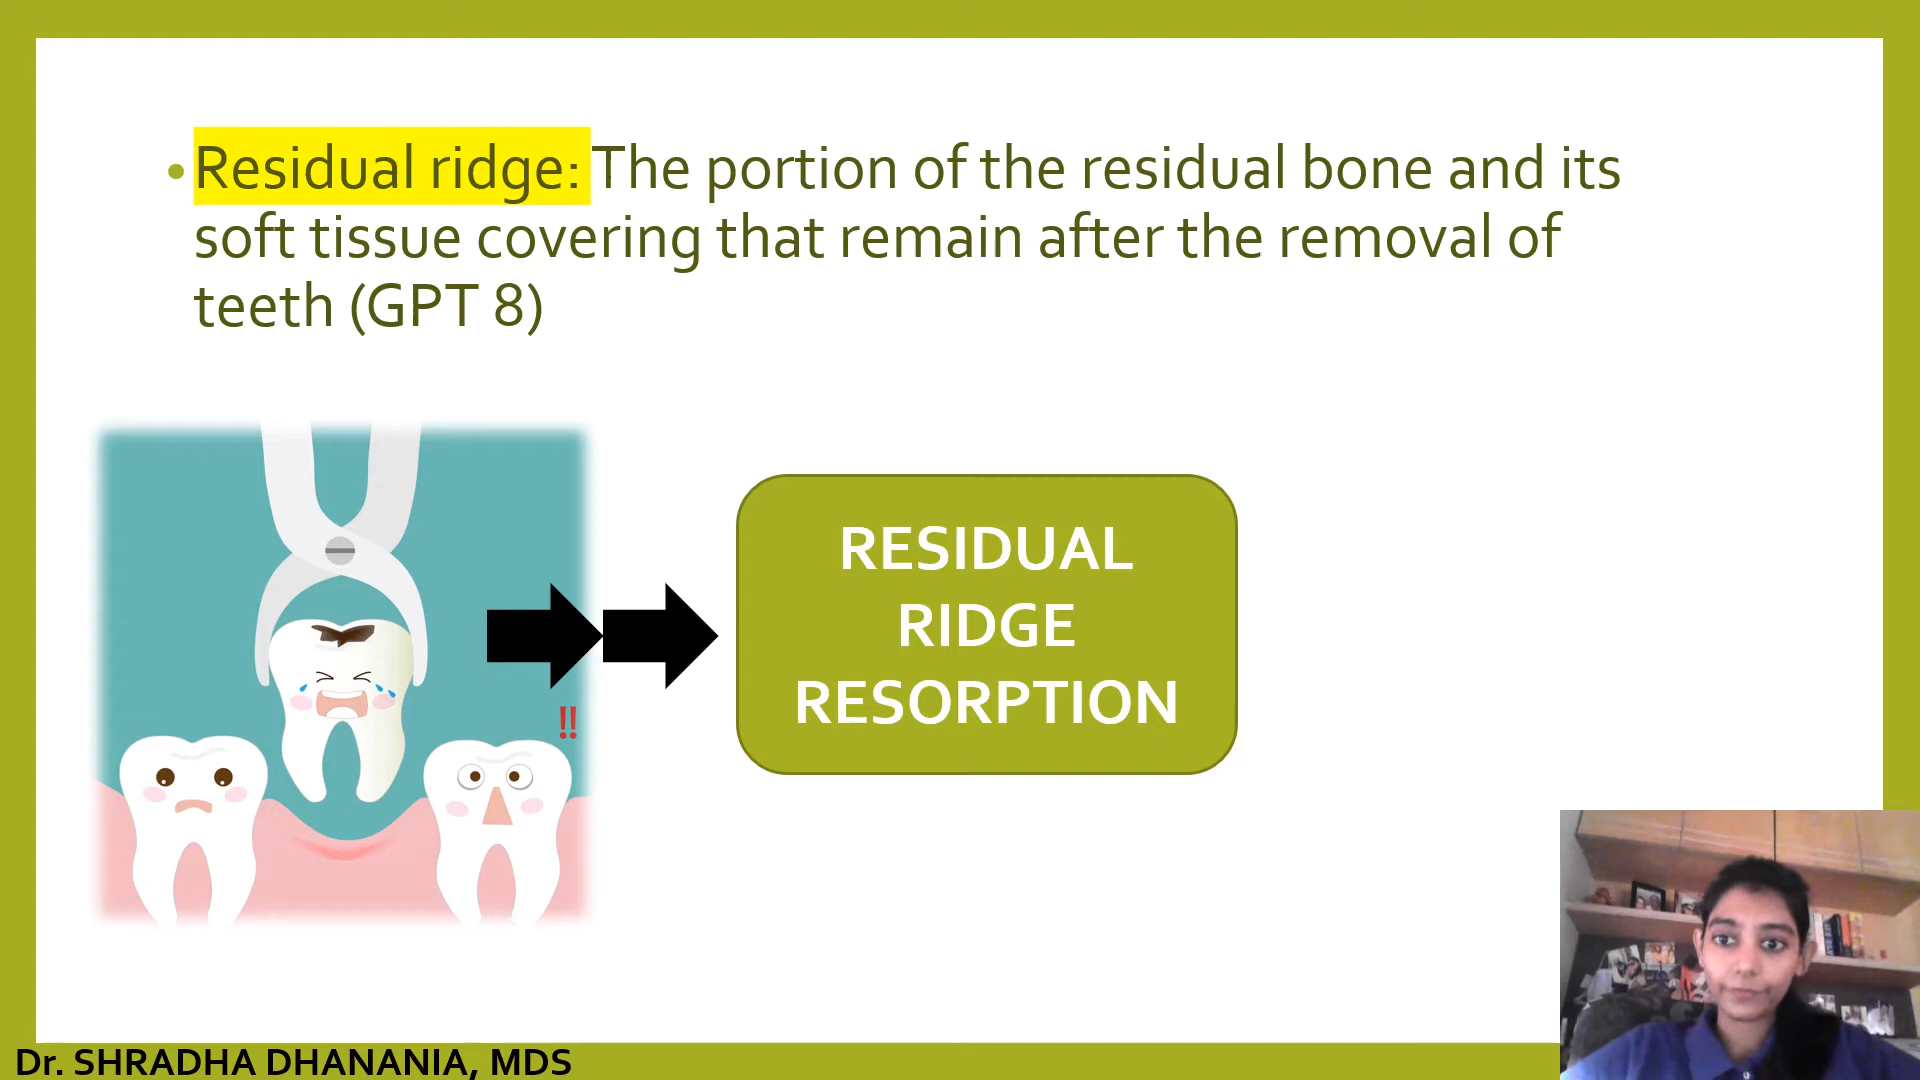 • Residual ridge: The portion of the residual bone and its
soft tissue covering that remain after the removal of
teeth (GPT 8)
!!
RESIDUAL
RIDGE
RESORPTION
Dr. SHRADHA DHANANIA, MDS